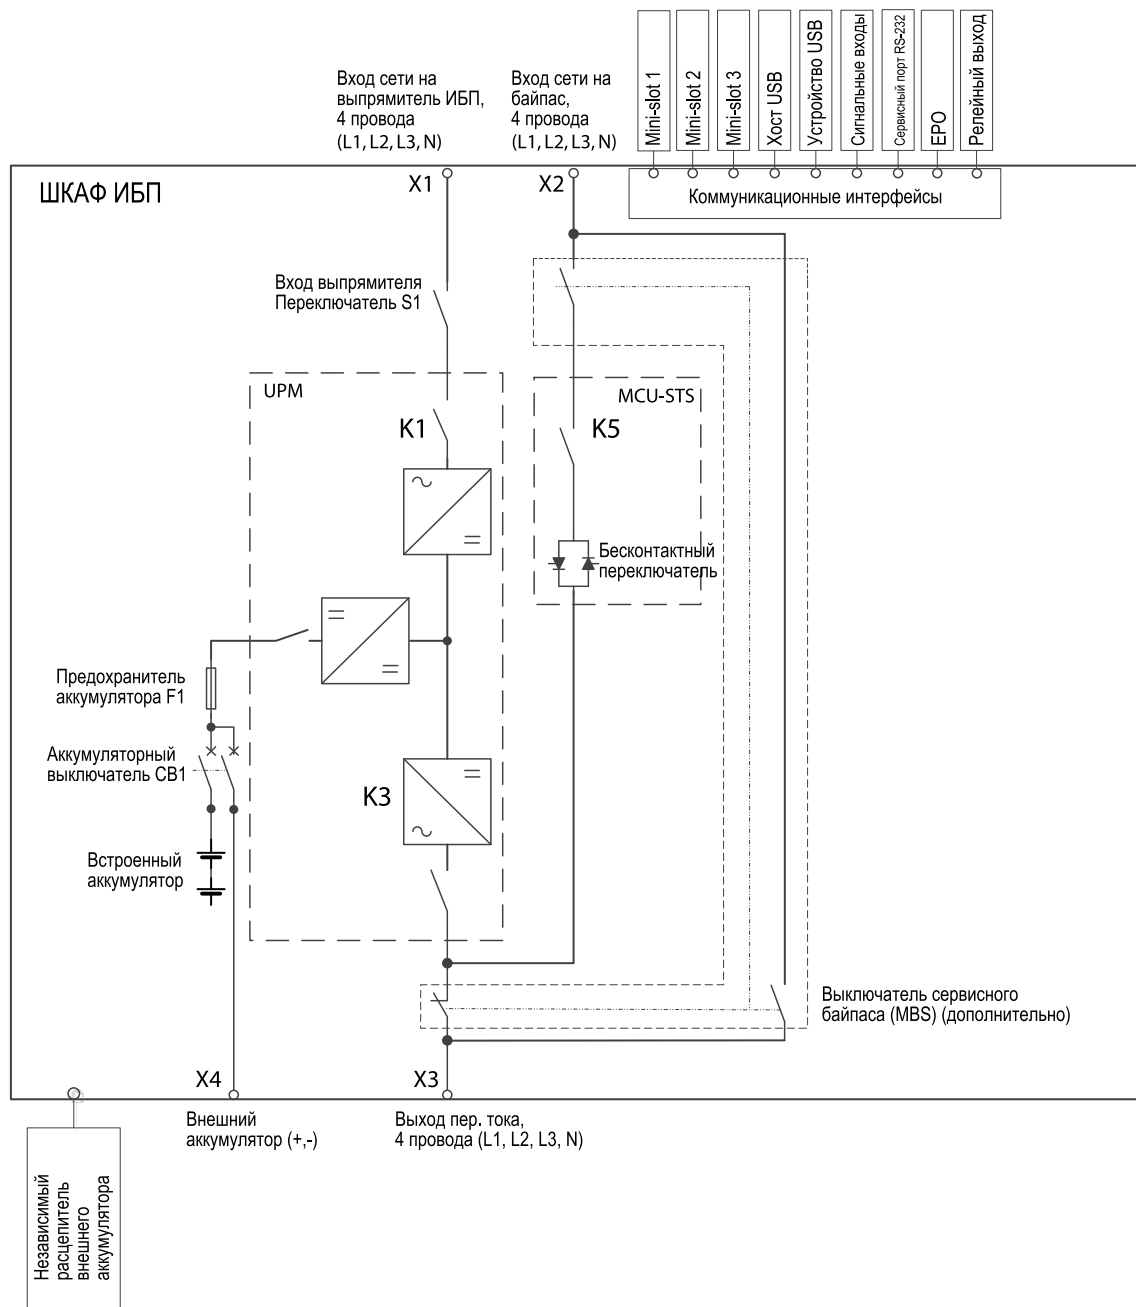 Вход сети на
выпрямитель ИБП,
4 провода
(L1, L2, L3, N)
Вход сети на
байпас,
4 провода
(L1, L2, L3, N)
Mini-slot 1
Mini-slot 2
Mini-slot 3
Хост USB
Устройство USB
Сигнальные входы
Сервисный порт RS-232
EPO
Релейный выход
ШКАФ ИБП
X1
X2
Коммуникационные интерфейсы
Вход выпрямителя
Переключатель S1
UPM
MCU-STS
K1
K5
Бесконтактный
переключатель
Предохранитель
аккумулятора F1
Аккумуляторный
выключатель CB1
K3
Встроенный
аккумулятор
Выключатель сервисного
байпаса (MBS) (дополнительно)
X4
X3
Внешний
аккумулятор (+,-)
Выход пер. тока,
4 провода (L1, L2, L3, N)
Независимый
расцепитель
внешнего
аккумулятора